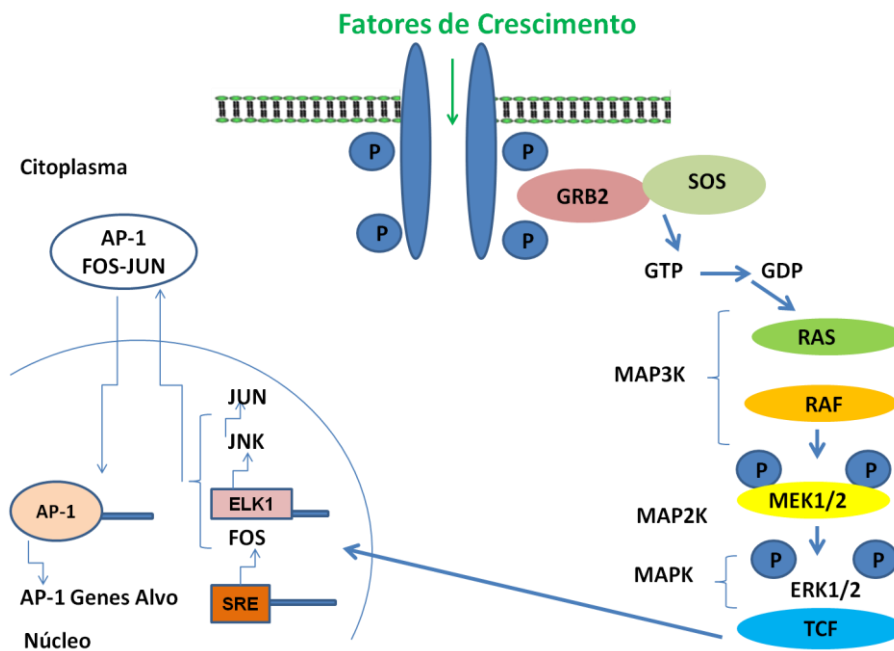 Fatores de Crescimento
P
P
Citoplasma
GRB2
SOS
AP-1
FOS-JUN
P
P
GTP
GDP
RAS
MAP3K
JUN
RAF
JNK
P
P
AP-1
ELK1
MEK1/2
MAP2K
FOS
P
P
MAPK
AP-1 Genes Alvo
SRE
ERK1/2
TCF
Núcleo